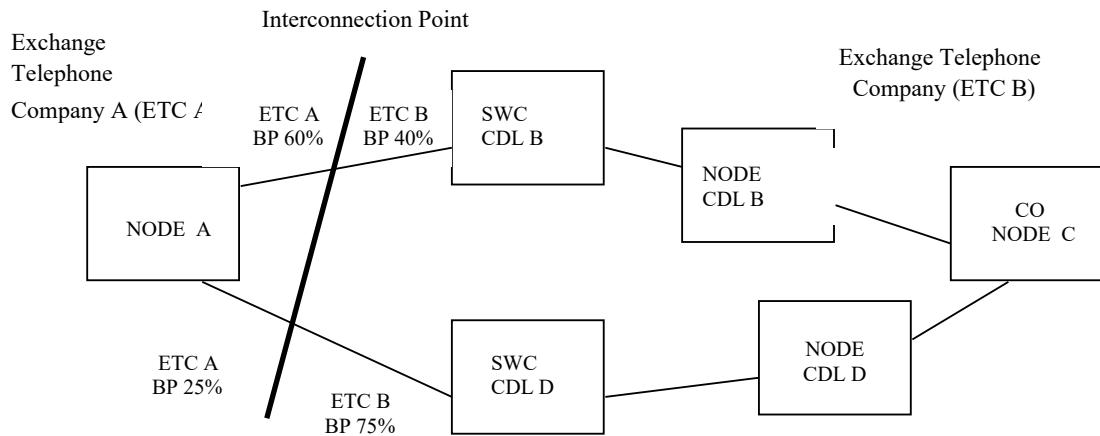 Interconnection Point
Exchange
Telephone
Company A (ETC
Exchange Telephone
Company (ETC B)
ETC A
BP 60%
ETC B
BP 40%
SWC
CDL B
NODE
CDL B
NODE A
CO
NODE C
ETC A
BP 25%
ETC B
BP 75%
SWC
CDL D
NODE
CDL D